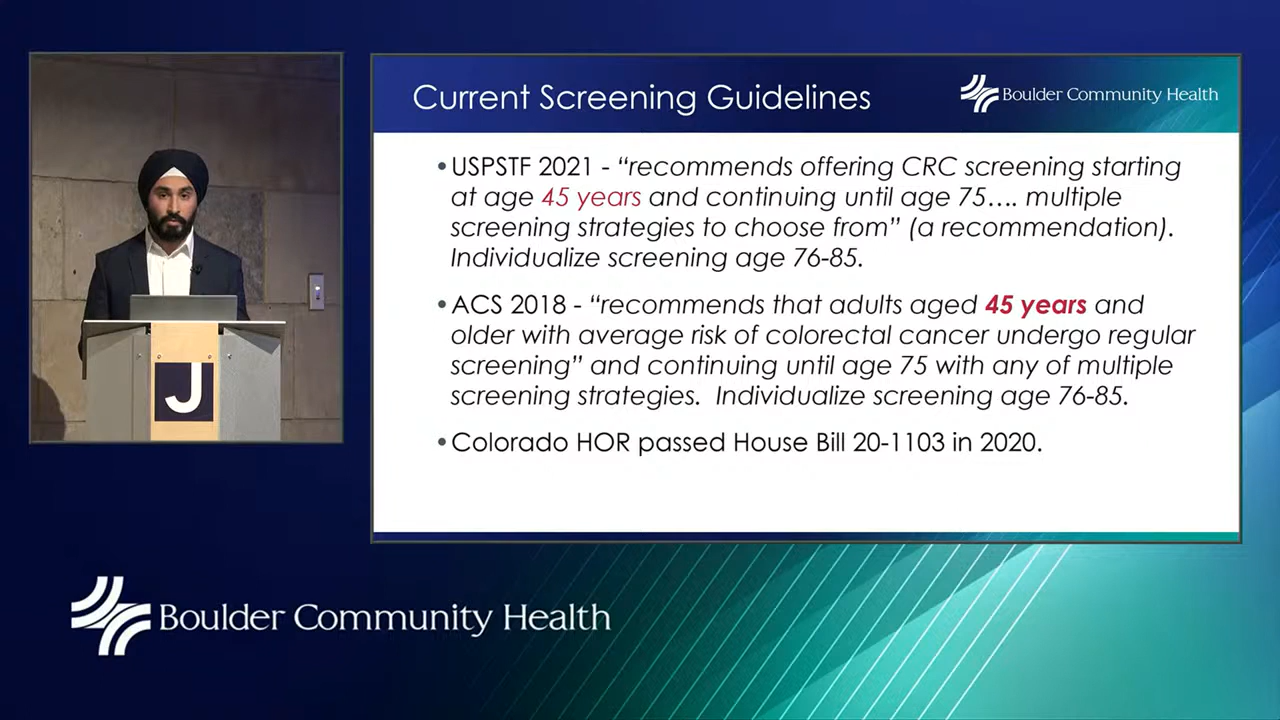 Current Screening Guidelines
Boulder Community Health
•USPSTF 2021 - “recommends offering CRC screening starting
at age 45 years and continuing until age 75…. multiple
screening strategies to choose from” (a recommendation).
Individualize screening age 76-85.
•ACS 2018 - “recommends that adults aged 45 years and
older with average risk of colorectal cancer undergo regular
screening” and continuing until age 75 with any of multiple
screening strategies.  Individualize screening age 76-85.
•Colorado HOR passed House Bill 20-1103 in 2020.
J
Boulder Community Health